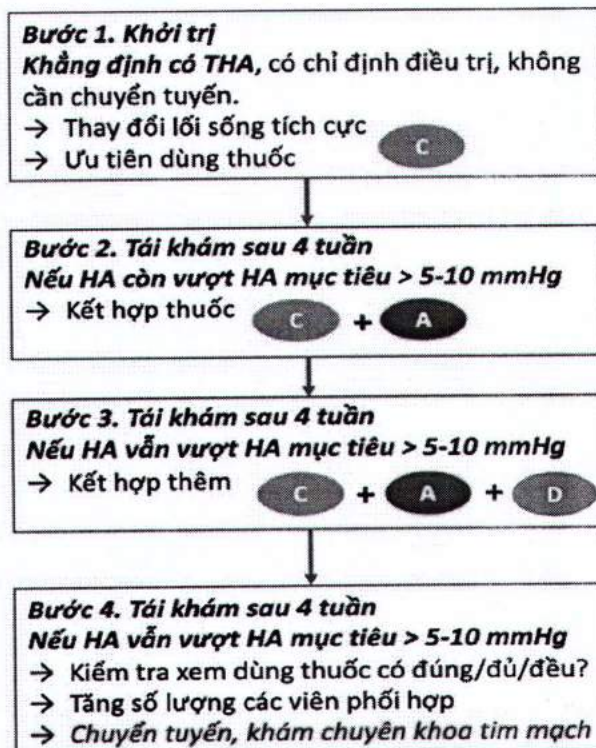 Bước 1. Khởi trị
Khẳng định có THA, có chỉ định điều trị, không
cần chuyển tuyến.
→ Thay đổi lối sống tích cực
→ Ưu tiên dùng thuốc C
Bước 2. Tái khám sau 4 tuần
Nếu HA còn vượt HA mục tiêu > 5-10 mmHg
→ Kết hợp thuốc C + A
Bước 3. Tái khám sau 4 tuần
Nếu HA vẫn vượt HA mục tiêu > 5-10 mmHg
→ Kết hợp thêm C + A + D
Bước 4. Tái khám sau 4 tuần
Nếu HA vẫn vượt HA mục tiêu > 5-10 mmHg
→ Kiểm tra xem dùng thuốc có đúng/đủ/đều?
→ Tăng số lượng các viên phối hợp
→ Chuyển tuyến, khám chuyên khoa tim mạch